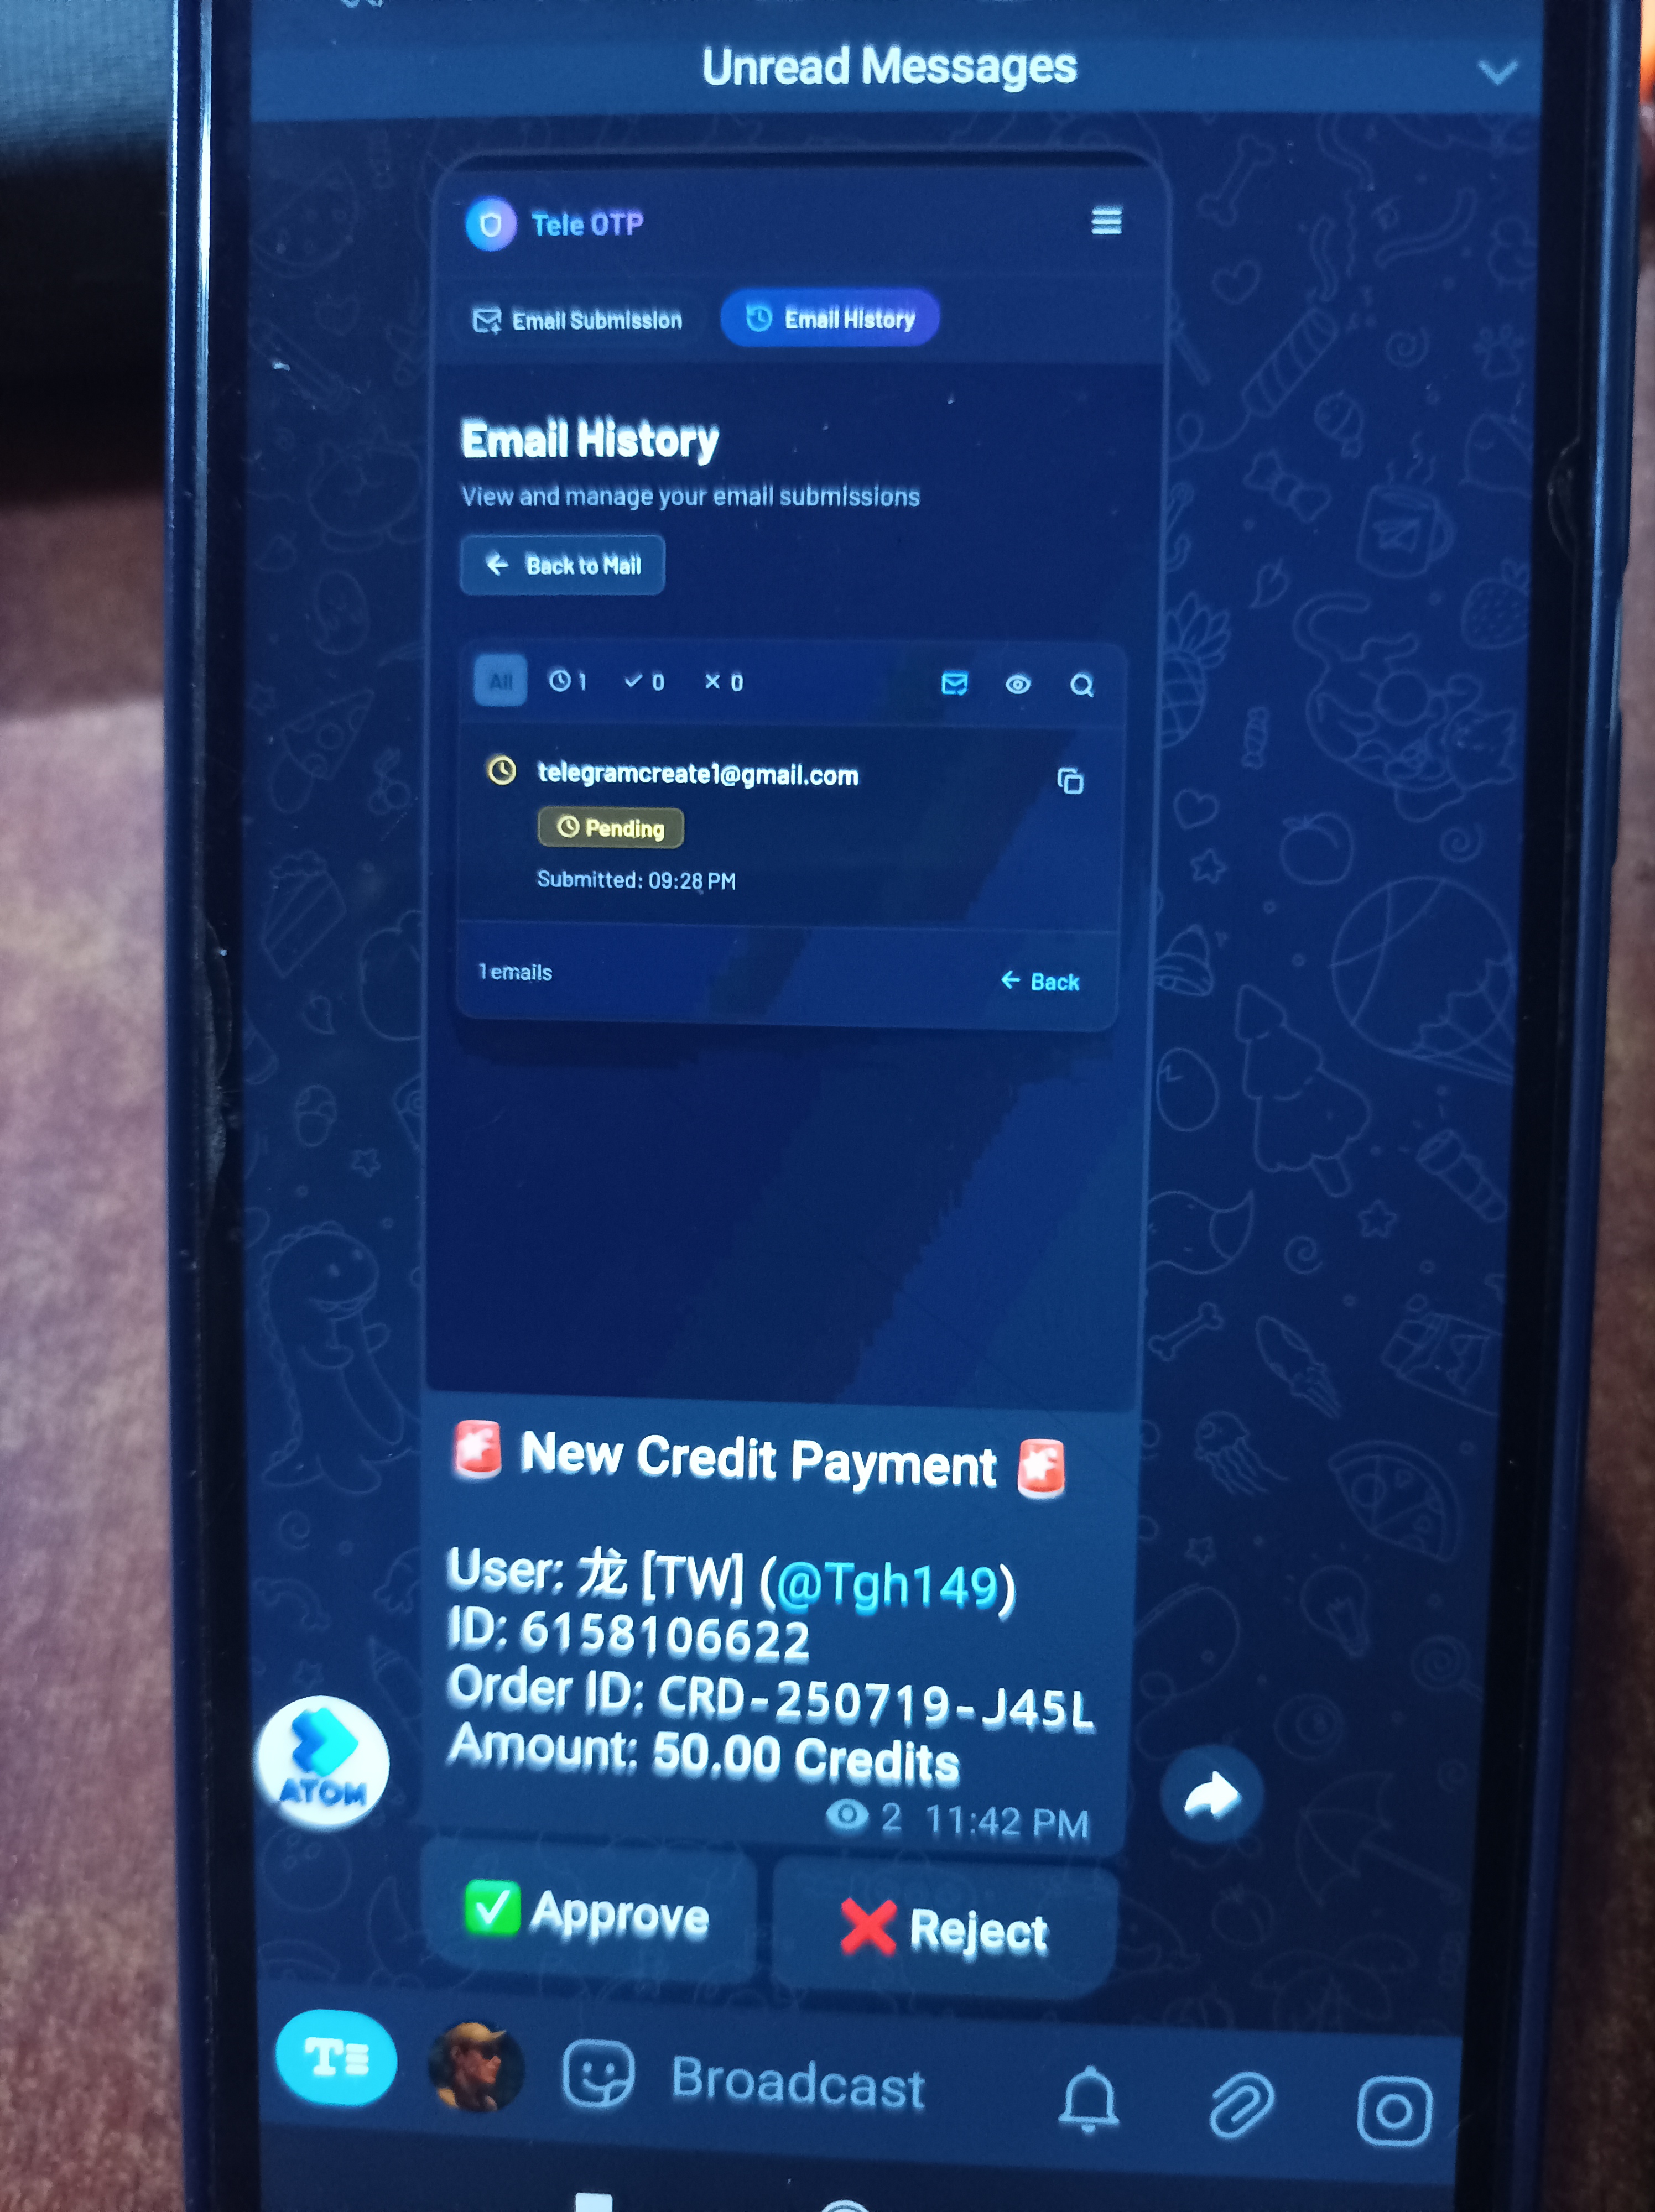 Unread Messages
Tele OTP
Email Submission
Email History
Email History
View and manage your email submissions
Back to Mail
All 1 0 0
telegramcreate1@gmail.com
Pending
Submitted: 09:28 PM
1 emails
Back
🚨 New Credit Payment 🚨
User: 龙 [TW] (@Tgh149)
ID: 6158106622
Order ID: CRD-250719-J45L
Amount: 50.00 Credits
2 11:42 PM
ATOM
✅ Approve
❌ Reject
T
Broadcast